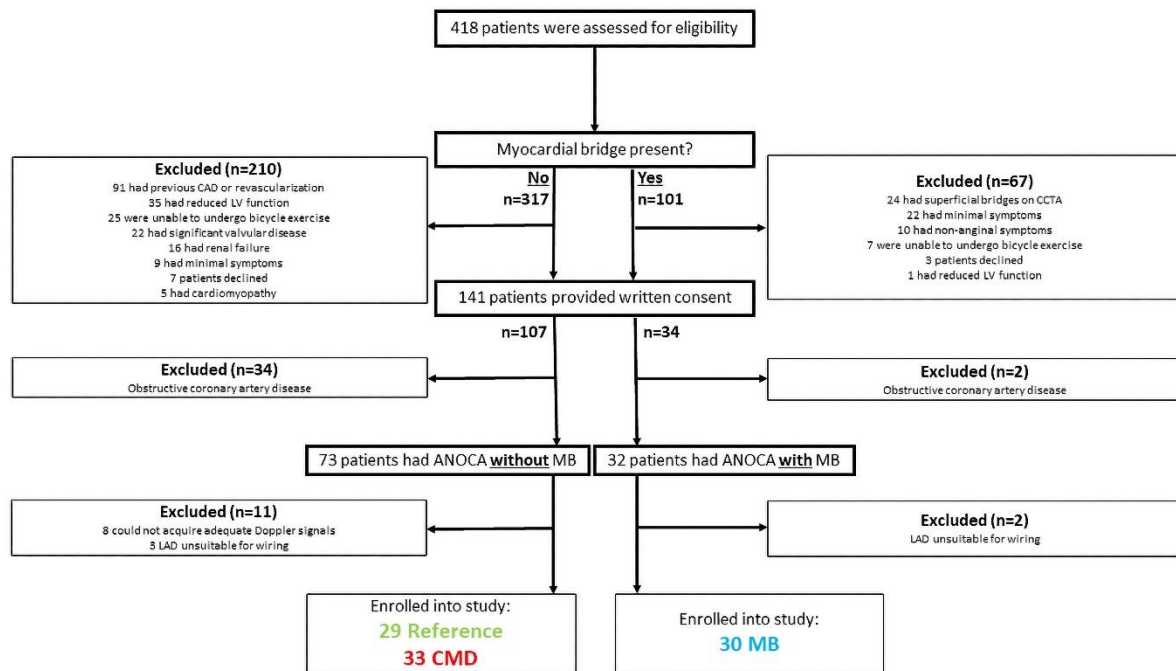 418 patients were assessed for eligibility
Myocardial bridge present?
No
n=317
Yes
n=101
Excluded (n=210)
91 had previous CAD or revascularization
35 had reduced LV function
25 were unable to undergo bicycle exercise
22 had significant valvular disease
16 had renal failure
9 had minimal symptoms
7 patients declined
5 had cardiomyopathy
Excluded (n=67)
24 had superficial bridges on CCTA
22 had minimal symptoms
10 had non-anginal symptoms
7 were unable to undergo bicycle exercise
3 patients declined
1 had reduced LV function
141 patients provided written consent
n=107
n=34
Excluded (n=34)
Obstructive coronary artery disease
Excluded (n=2)
Obstructive coronary artery disease
73 patients had ANOCA without MB
32 patients had ANOCA with MB
Excluded (n=11)
8 could not acquire adequate Doppler signals
3 LAD unsuitable for wiring
Excluded (n=2)
LAD unsuitable for wiring
Enrolled into study:
29 Reference
33 CMD
Enrolled into study:
30 MB